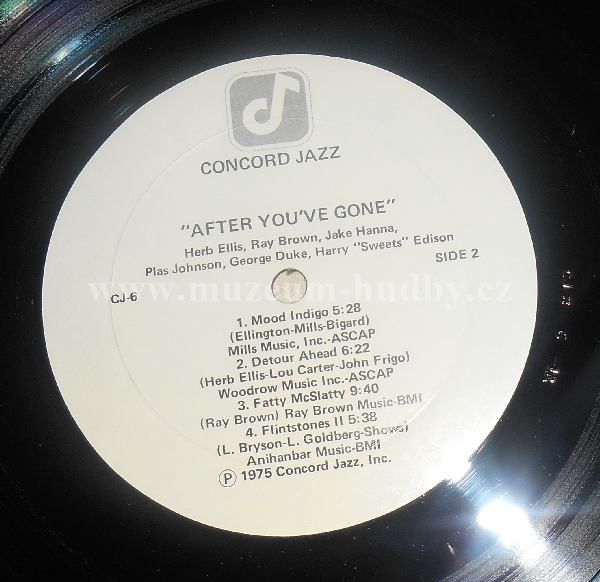 CONCORD JAZZ
"AFTER YOU'VE GONE"
Herb Ellis, Ray Brown, Jake Hanna,
Plas Johnson, George Duke, Harry "Sweets" Edison
SIDE 2
CJ-6
www.muzeum-hudby.cz
1. Mood Indigo 5:28
(Ellington-Mills-Bigard)
Mills Music, Inc.-ASCAP
2. Detour Ahead 6:22
(Herb Ellis-Lou Carter-John Frigo)
Woodrow Music Inc.-ASCAP
3. Fatty McSlatty 9:40
(Ray Brown) Ray Brown Music-BMI
4. Flintstones II 5:38
(L. Bryson-L. Goldberg-Shows)
Anihanbar Music-BMI
Ⓟ 1975 Concord Jazz, Inc.